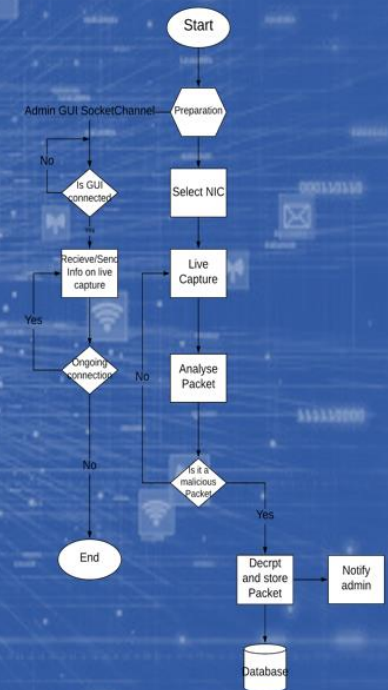 Start
Admin GUI SocketChannel
Preparation
No
Is GUI
connected
Select NIC
Recieve/Send
Info on live
capture
Live
Capture
Yes
Ongoing
connection
No
Analyse
Packet
No
Is it a
malicious
Packet
Yes
End
Decrpt
and store
Packet
Notify
admin
Database